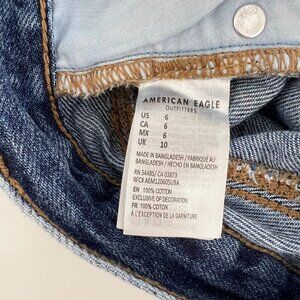 AMERICAN EAGLE
OUTFITTERS
US 6
CA 6
MX 6
UK 10
MADE IN BANGLADESH / FABRIQUÉ AU
BANGLADESH / HECHO EN BANGLADESH
RN 54485/ CA 03873
EN 100% COTTON
EXCLUSIVE OF DECORATION
FR 100% COTON
À L'EXCEPTION DE LA GARNITURE